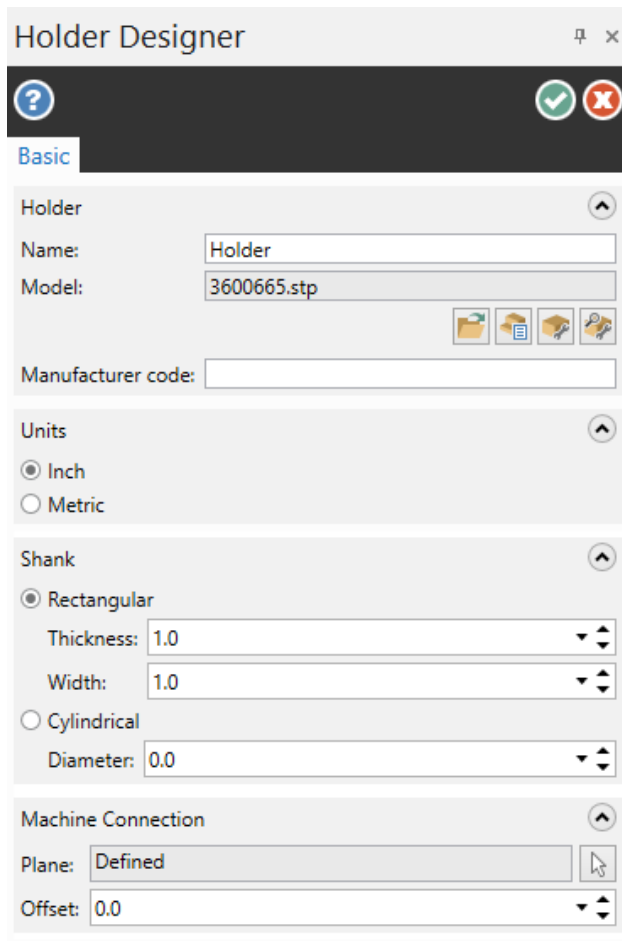 Holder Designer
Basic
Holder
Name: Holder
Model: 3600665.stp
Manufacturer code:
Units
Inch
Metric
Shank
Rectangular
Thickness: 1.0
Width: 1.0
Cylindrical
Diameter: 0.0
Machine Connection
Plane: Defined
Offset: 0.0